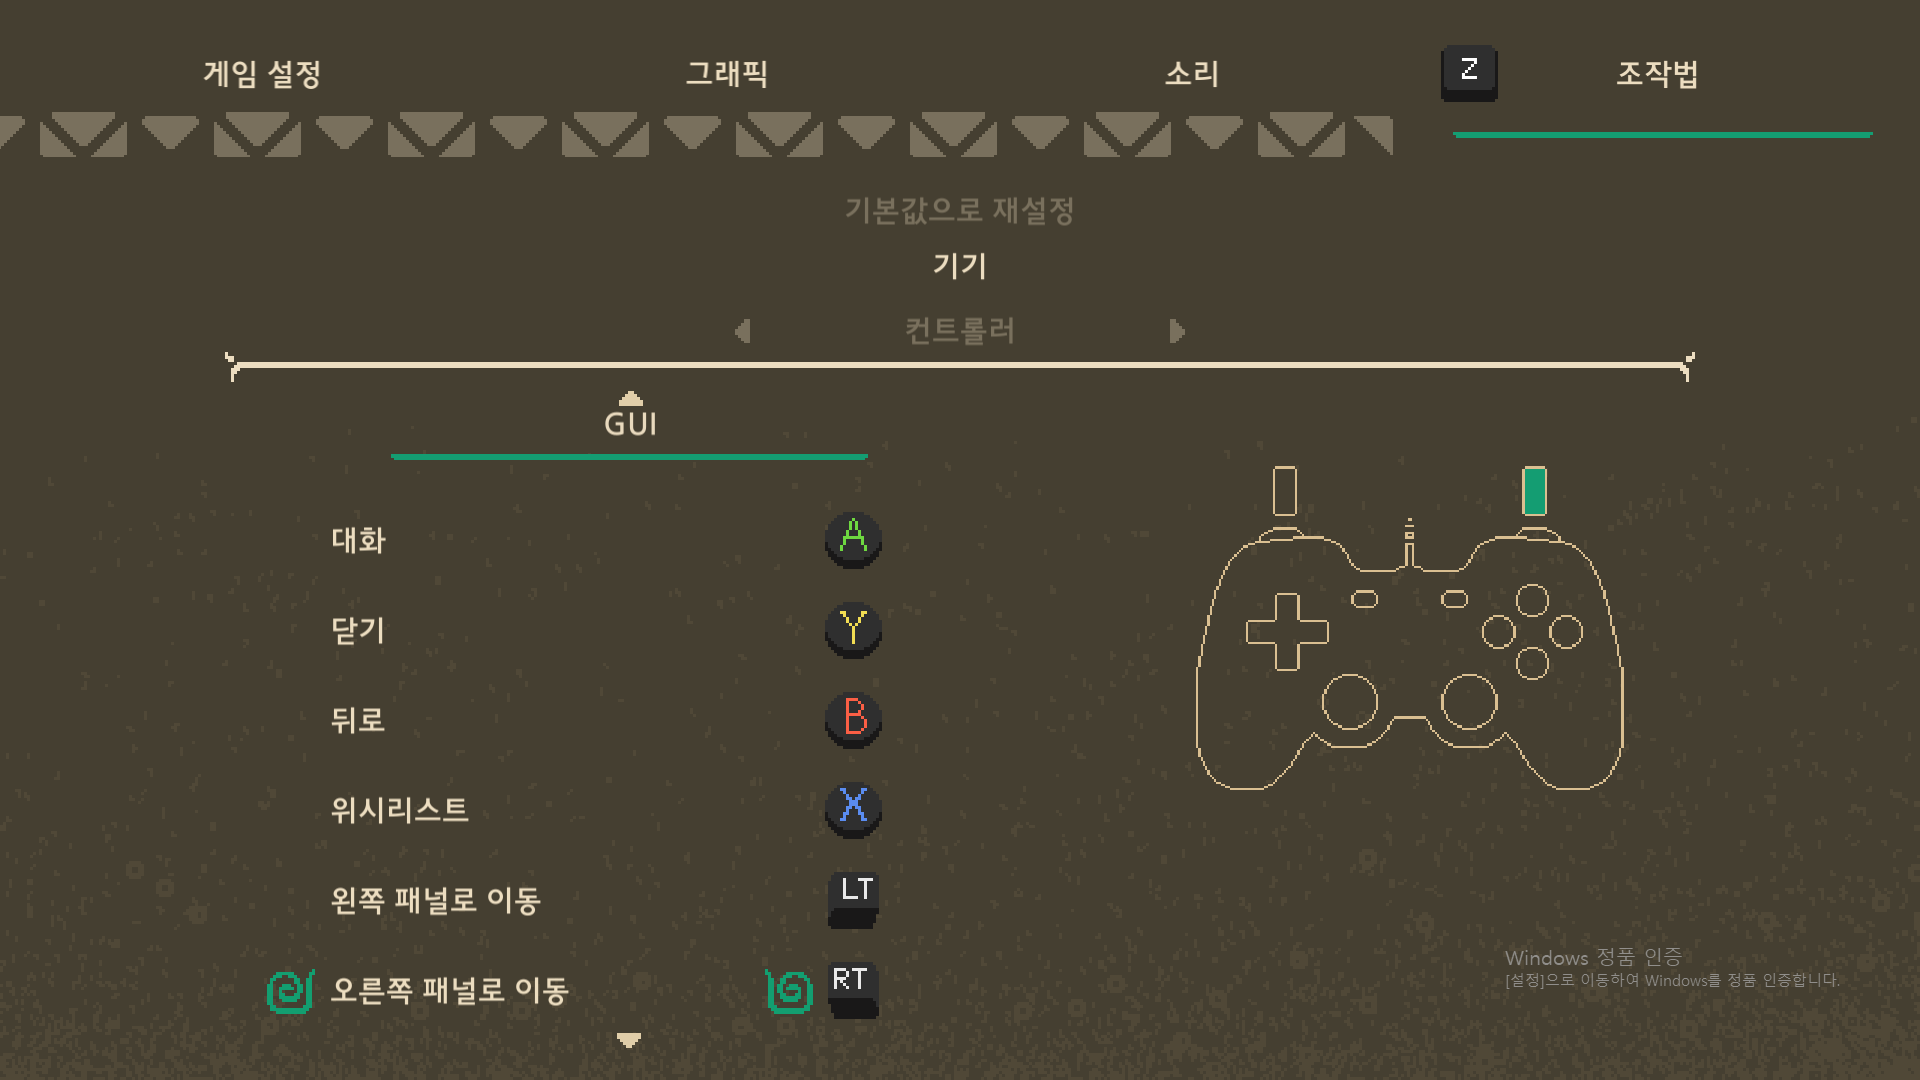 게임 설정
그래픽
소리
Z
조작법
기본값으로 재설정
기기
컨트롤러
GUI
대화 A
닫기 Y
뒤로 B
위시리스트 X
왼쪽 패널로 이동 LT
오른쪽 패널로 이동 RT
Windows 정품 인증
[설정]으로 이동하여 Windows를 정품 인증합니다.